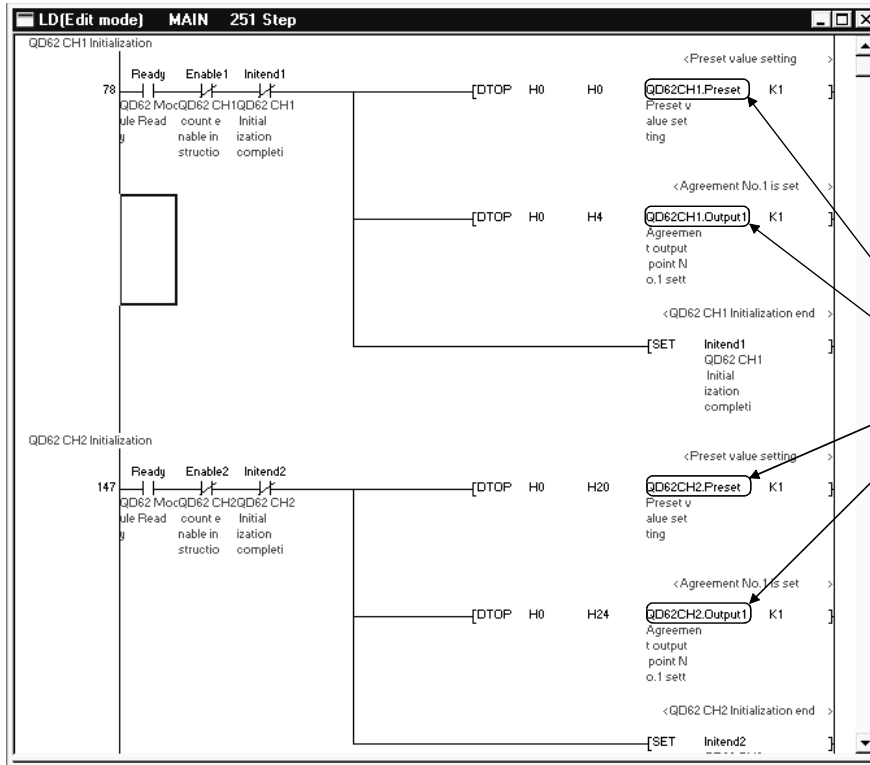 LD(Edit mode) MAIN 251 Step
QD62 CH1 Initialization
<Preset value setting >
Ready Enable1 Initend1
78 [DTOP H0 H0 QD62CH1.Preset K1 ]
QD62 Moc QD62 CH1 QD62 CH1 Preset v
ule Read count e Initial alue set
y nable in ization ting
structio completi
<Agreement No.1 is set >
[DTOP H0 H4 QD62CH1.Output1 K1 ]
Agreemen
t output
point N
o.1 sett
<QD62 CH1 Initialization end >
[SET Initend1 ]
QD62 CH1
Initial
ization
completi
QD62 CH2 Initialization
<Preset value setting >
Ready Enable2 Initend2
147 [DTOP H0 H20 QD62CH2.Preset K1 ]
QD62 Moc QD62 CH2 QD62 CH2 Preset v
ule Read count e Initial alue set
y nable in ization ting
structio completi
<Agreement No.1 is set >
[DTOP H0 H24 QD62CH2.Output1 K1 ]
Agreemen
t output
point N
o.1 sett
<QD62 CH2 Initialization end >
[SET Initend2 ]